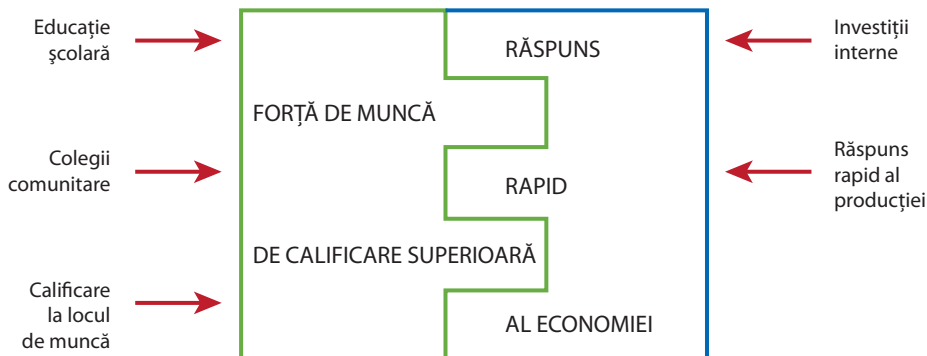 Educație
școlară
Colegii
comunitare
Calificare
la locul
de muncă
FORȚĂ DE MUNCĂ
DE CALIFICARE SUPERIOARĂ
RĂSPUNS
RAPID
AL ECONOMIEI
Investiții
interne
Răspuns
rapid al
producției